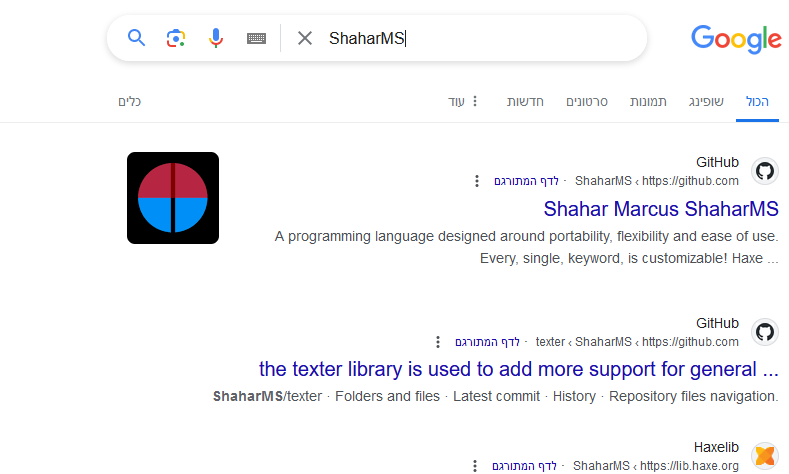 ShaharMS
Google
הכול
שופינג
תמונות
סרטונים
חדשות
עוד
כלים
GitHub
https://github.com › ShaharMS · לדף המתורגם
Shahar Marcus ShaharMS
A programming language designed around portability, flexibility and ease of use.
Every, single, keyword, is customizable! Haxe ...
GitHub
https://github.com › ShaharMS › texter · לדף המתורגם
the texter library is used to add more support for general ...
ShaharMS/texter · Folders and files · Latest commit · History · Repository files navigation.
Haxelib
https://lib.haxe.org › ShaharMS · לדף המתורגם